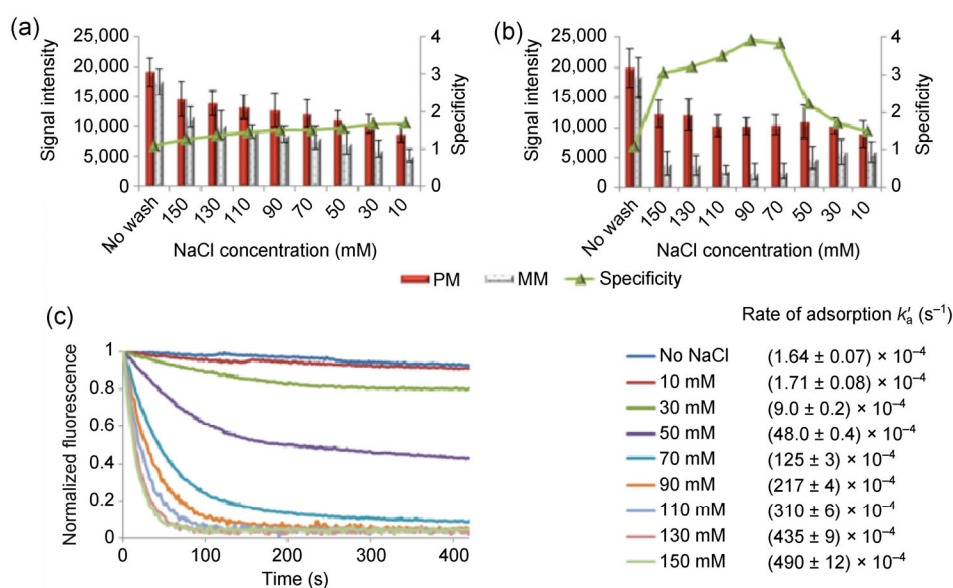 (a)
Signal intensity
25,000
20,000
15,000
10,000
5,000
0
4
3
2
1
0
Specificity
No wash
150
130
110
90
70
50
30
10
NaCl concentration (mM)
(b)
Signal intensity
25,000
20,000
15,000
10,000
5,000
0
4
3
2
1
0
Specificity
No wash
150
130
110
90
70
50
30
10
NaCl concentration (mM)
PM MM Specificity
(c)
Normalized fluorescence
1
0.8
0.6
0.4
0.2
0
0 100 200 300 400
Time (s)
Rate of adsorption k′a (s−1)
No NaCl (1.64 ± 0.07) × 10−4
10 mM (1.71 ± 0.08) × 10−4
30 mM (9.0 ± 0.2) × 10−4
50 mM (48.0 ± 0.4) × 10−4
70 mM (125 ± 3) × 10−4
90 mM (217 ± 4) × 10−4
110 mM (310 ± 6) × 10−4
130 mM (435 ± 9) × 10−4
150 mM (490 ± 12) × 10−4